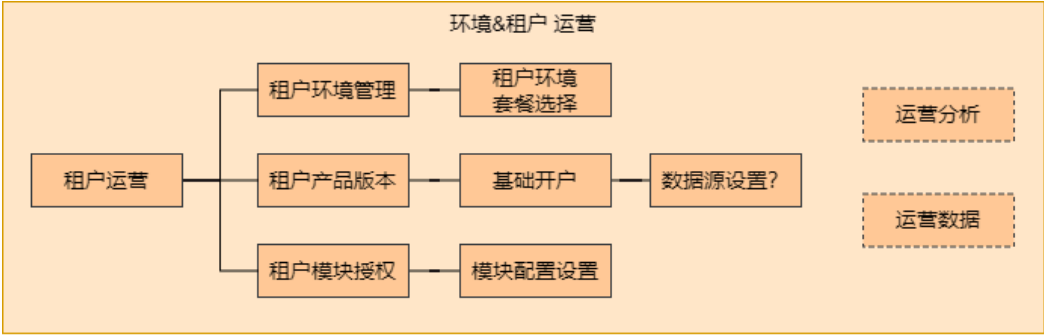 环境&租户 运营
租户环境管理
租户环境
套餐选择
运营分析
租户运营
租户产品版本
基础开户
数据源设置?
运营数据
租户模块授权
模块配置设置